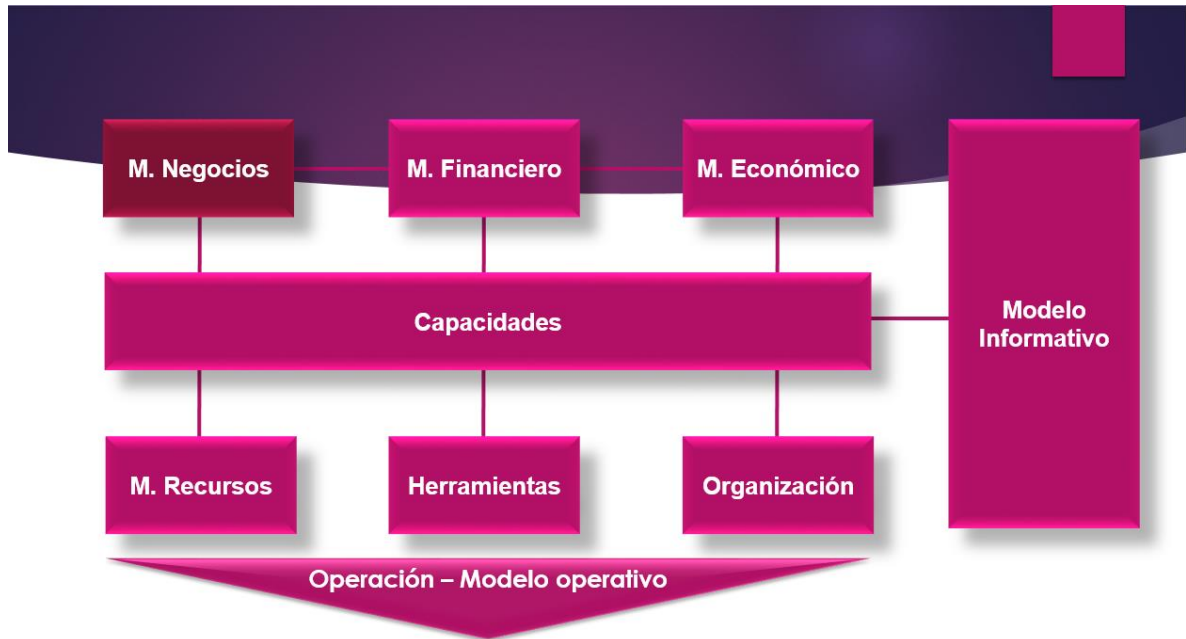 M. Negocios
M. Financiero
M. Económico
Capacidades
Modelo
Informativo
M. Recursos
Herramientas
Organización
Operación – Modelo operativo